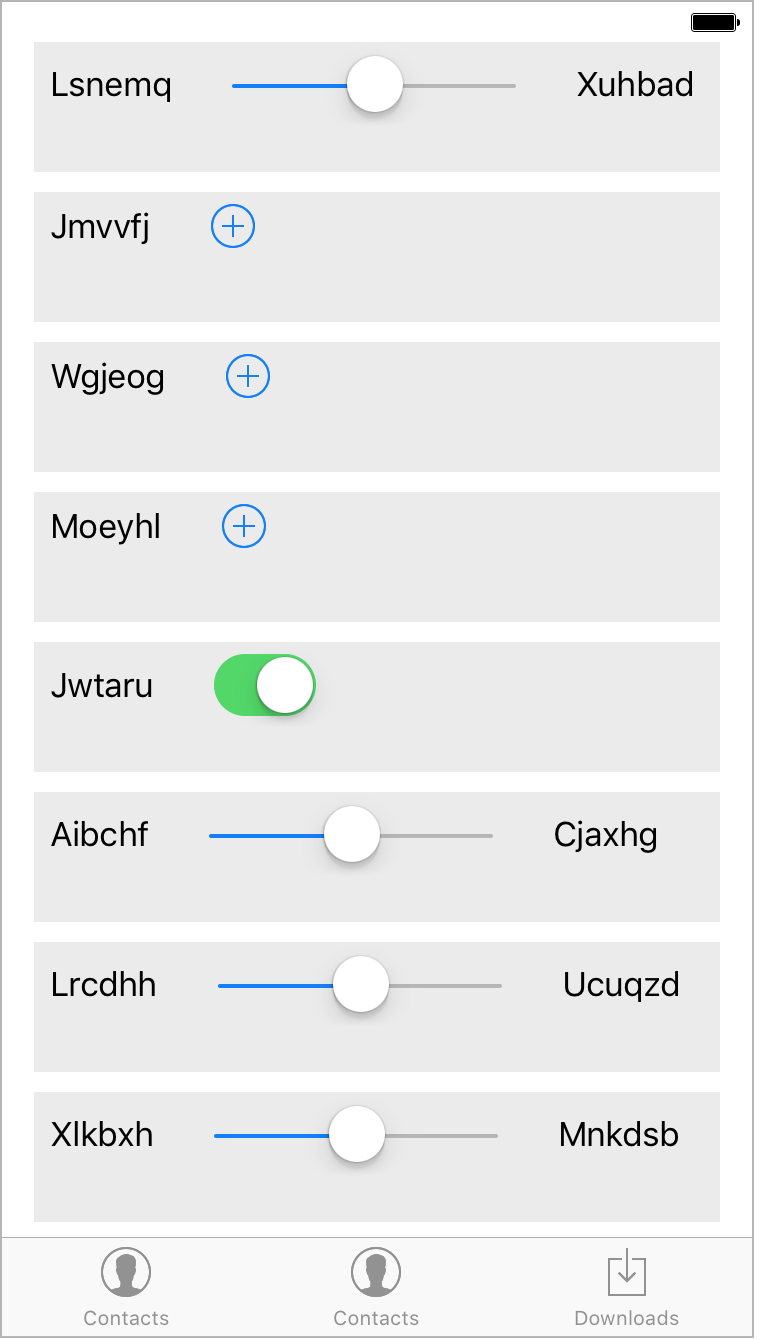 Lsnemq Xuhbad
Jmvvfj
Wgjeog
Moeyhl
Jwtaru
Aibchf Cjaxhg
Lrcdhh Ucuqzd
Xlkbxh Mnkdsb
Contacts Contacts Downloads